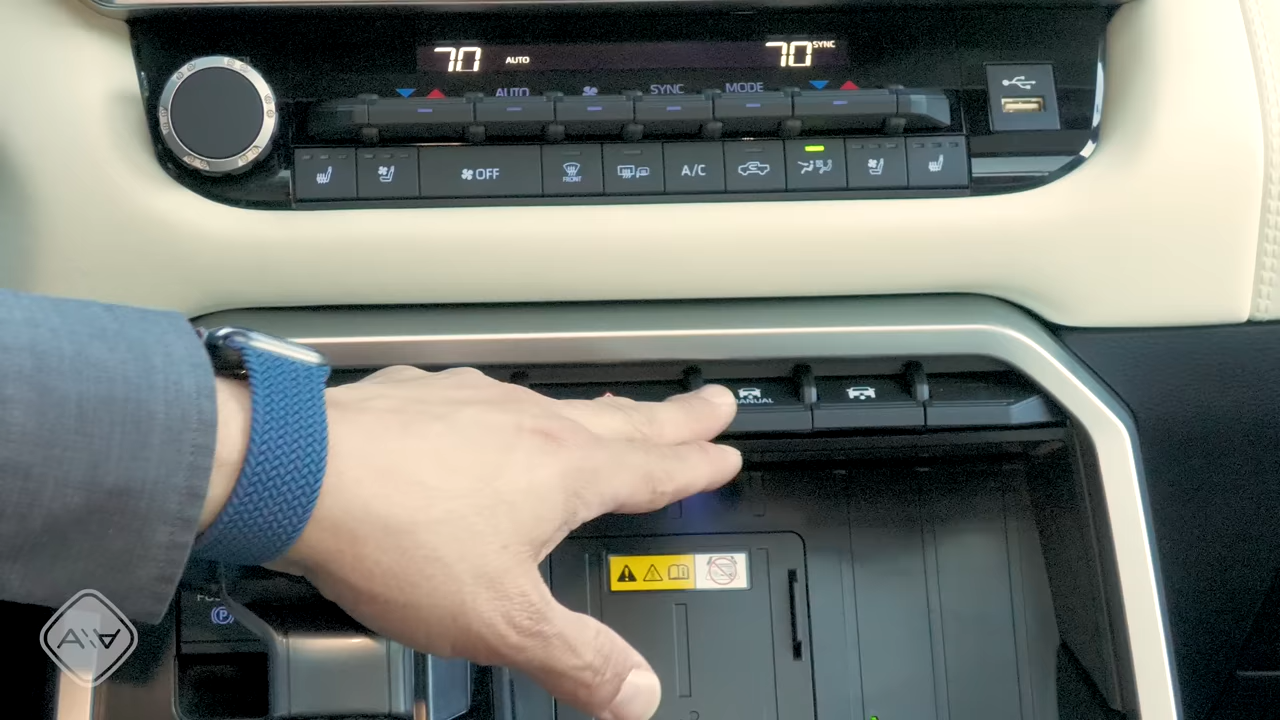 70 AUTO 70 SYNC
AUTO SYNC MODE
OFF FRONT A/C
MANUAL